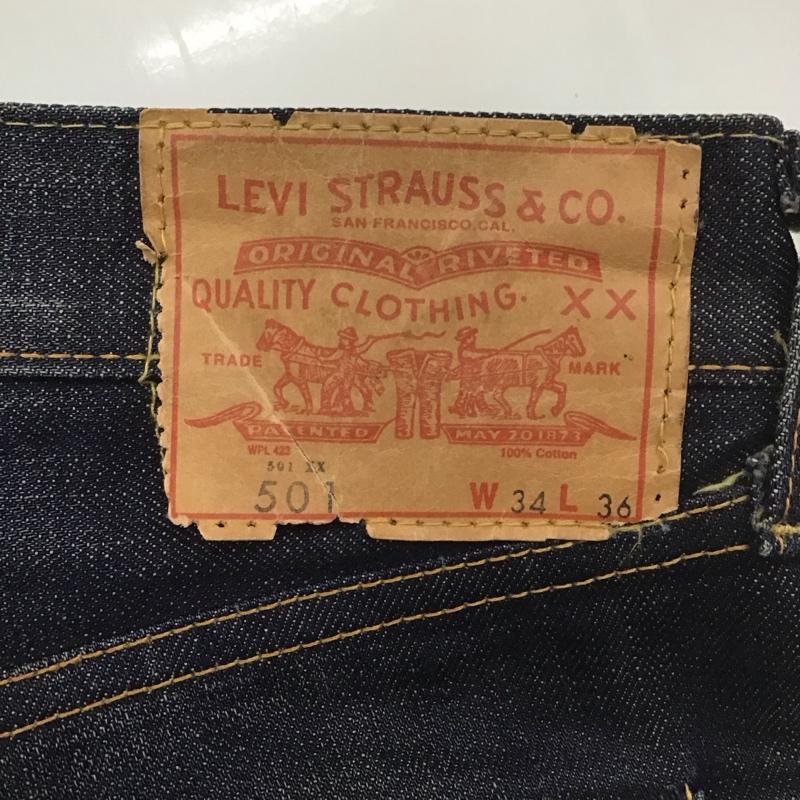 LEVI STRAUSS & CO.
SAN FRANCISCO, CAL.
ORIGINAL RIVETED
QUALITY CLOTHING. XX
TRADE MARK
PATENTED MAY 20 1873
WPL 423 100% Cotton
501 XX
501 W 34 L 36